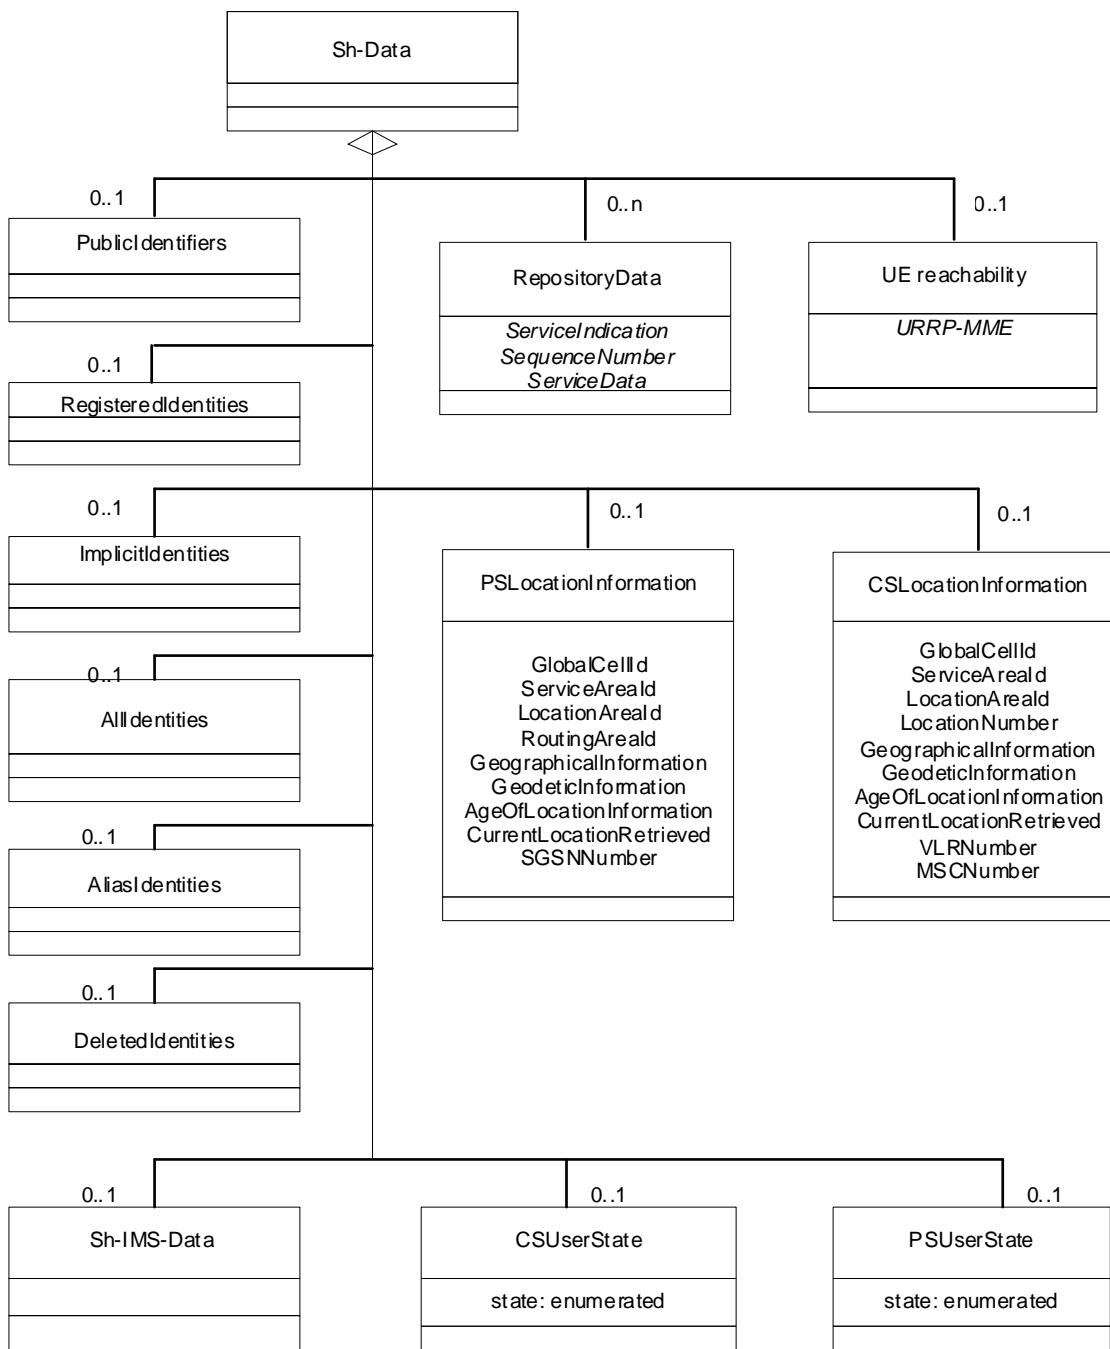 Sh-Data
0..1
PublicIdentifiers
0..n
RepositoryData
ServiceIndication
SequenceNumber
ServiceData
0..1
UE reachability
URRP-MME
0..1
RegisteredIdentities
0..1
ImplicitIdentities
0..1
PSLocationInformation
GlobalCellId
ServiceAreaId
LocationAreaId
RoutingAreaId
GeographicalInformation
GeodeticInformation
AgeOfLocationInformation
CurrentLocationRetrieved
SGSNNumber
0..1
CSLocationInformation
GlobalCellId
ServiceAreaId
LocationAreaId
LocationNumber
GeographicalInformation
GeodeticInformation
AgeOfLocationInformation
CurrentLocationRetrieved
VLRNumber
MSCNumber
0..1
AllIdentities
0..1
AliasIdentities
0..1
DeletedIdentities
0..1
Sh-IMS-Data
0..1
CSUserState
state: enumerated
0..1
PSUserState
state: enumerated